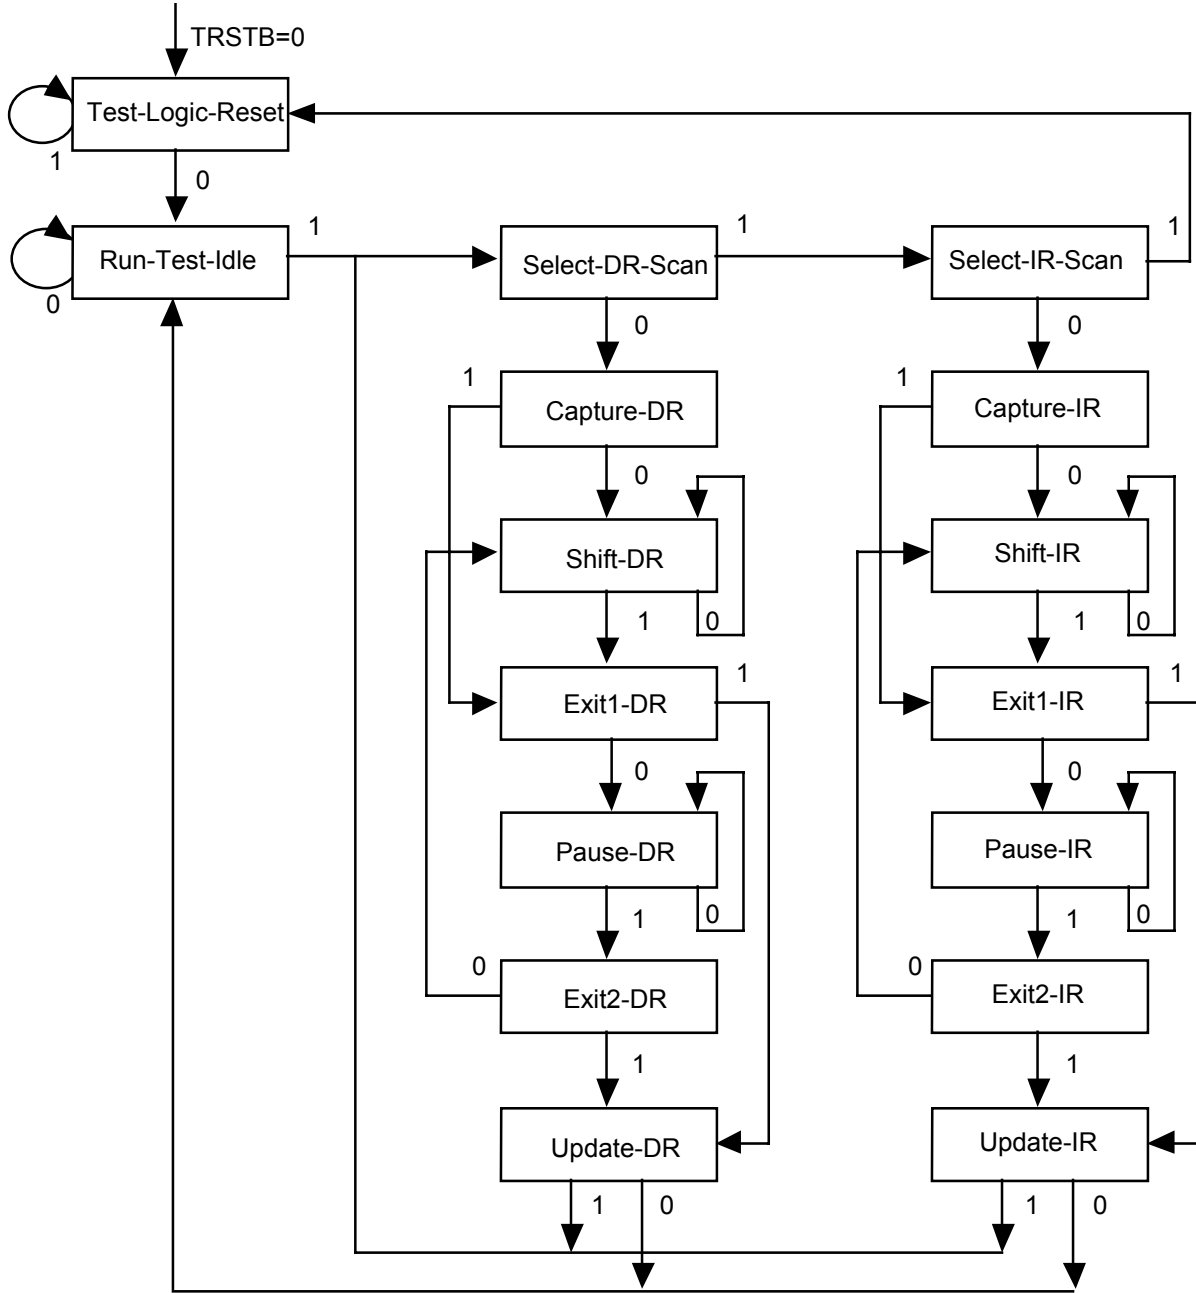 TRSTB=0
Test-Logic-Reset
1
0
Run-Test-Idle
1
0
Select-DR-Scan
1
Select-IR-Scan
1
0
0
1
Capture-DR
1
Capture-IR
0
0
Shift-DR
Shift-IR
1
0
1
0
Exit1-DR
1
Exit1-IR
1
0
0
Pause-DR
Pause-IR
1
0
1
0
0
Exit2-DR
0
Exit2-IR
1
1
Update-DR
Update-IR
1
0
1
0